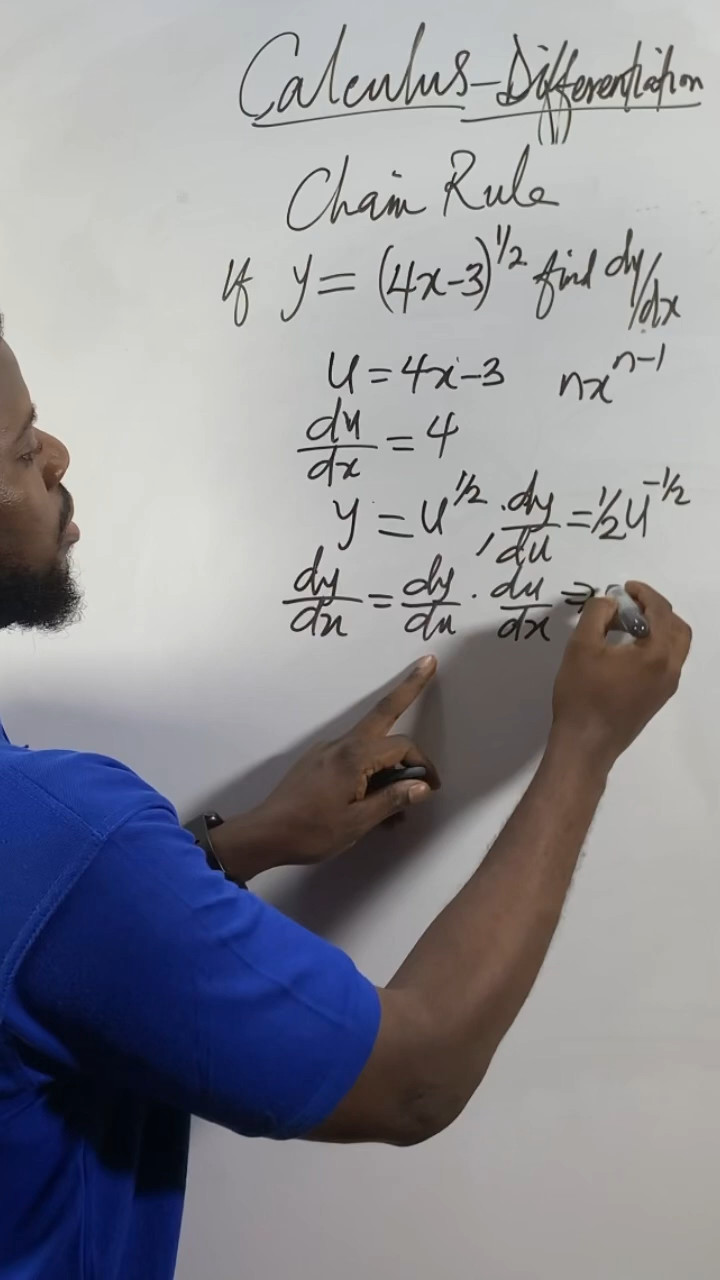 Calculus-Differentiation
Chain Rule
If y = (4x-3)^1/2 find dy/dx
u = 4x-3 nx^n-1
du/dx = 4
y = u^1/2, dy/du = 1/2 u^-1/2
dy/dx = dy/du · du/dx ⇒